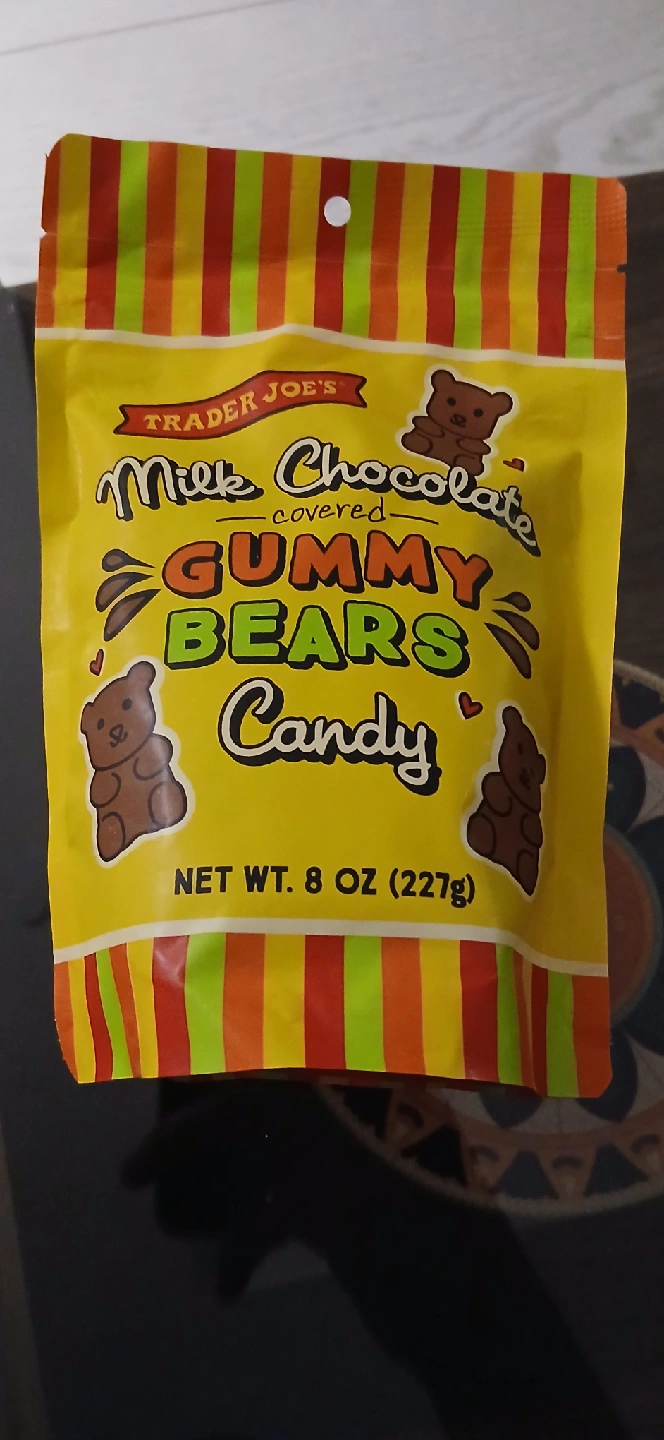 TRADER JOE'S
Milk Chocolate
covered
GUMMY
BEARS
Candy
NET WT. 8 OZ (227g)